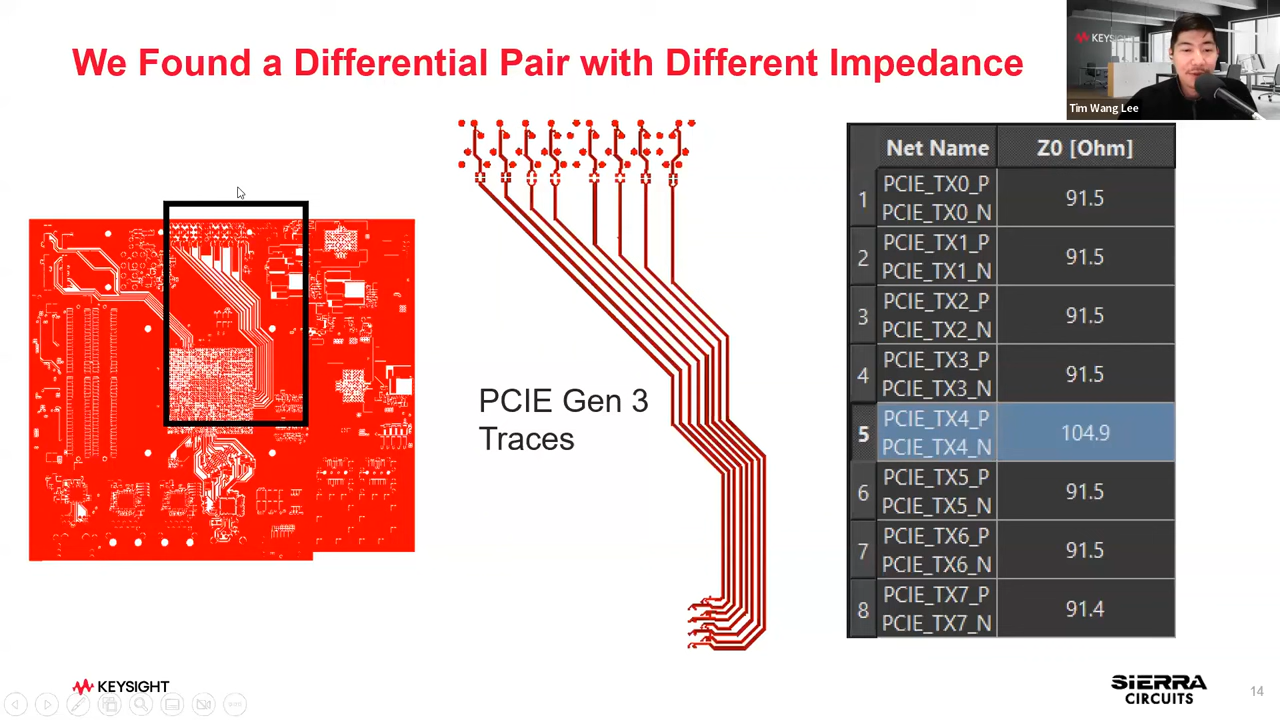 We Found a Differential Pair with Different Impedance
KEYSIGHT
Tim Wang Lee
PCIE Gen 3
Traces
Net Name Z0 [Ohm]
1 PCIE_TX0_P 91.5
PCIE_TX0_N
2 PCIE_TX1_P 91.5
PCIE_TX1_N
3 PCIE_TX2_P 91.5
PCIE_TX2_N
4 PCIE_TX3_P 91.5
PCIE_TX3_N
5 PCIE_TX4_P 104.9
PCIE_TX4_N
6 PCIE_TX5_P 91.5
PCIE_TX5_N
7 PCIE_TX6_P 91.5
PCIE_TX6_N
8 PCIE_TX7_P 91.4
PCIE_TX7_N
KEYSIGHT
SIERRA
CIRCUITS
14